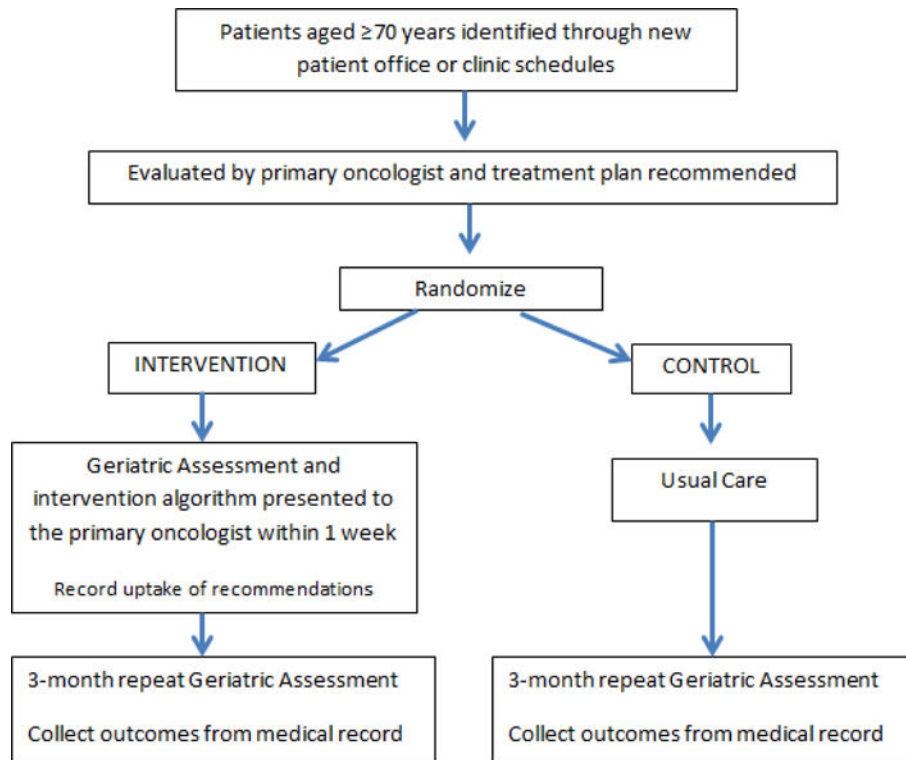 Patients aged ≥70 years identified through new
patient office or clinic schedules
Evaluated by primary oncologist and treatment plan recommended
Randomize
INTERVENTION
CONTROL
Geriatric Assessment and
intervention algorithm presented to
the primary oncologist within 1 week
Record uptake of recommendations
Usual Care
3-month repeat Geriatric Assessment
Collect outcomes from medical record
3-month repeat Geriatric Assessment
Collect outcomes from medical record